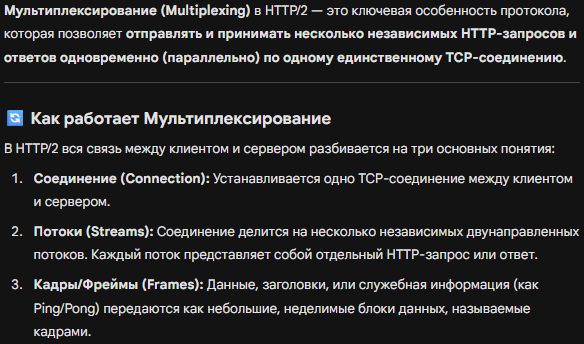 Мультиплексирование (Multiplexing) в HTTP/2 — это ключевая особенность протокола,
которая позволяет отправлять и принимать несколько независимых HTTP-запросов и
ответов одновременно (параллельно) по одному единственному TCP-соединению.
Как работает Мультиплексирование
В HTTP/2 вся связь между клиентом и сервером разбивается на три основных понятия:
1. Соединение (Connection): Устанавливается одно TCP-соединение между клиентом
и сервером.
2. Потоки (Streams): Соединение делится на несколько независимых двунаправленных
потоков. Каждый поток представляет собой отдельный HTTP-запрос или ответ.
3. Кадры/Фреймы (Frames): Данные, заголовки, или служебная информация (как
Ping/Pong) передаются как небольшие, неделимые блоки данных, называемые
кадрами.